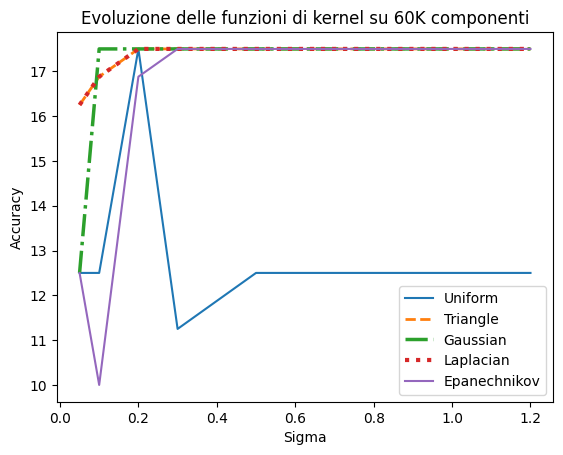 Evoluzione delle funzioni di kernel su 60K componenti
17
16
15
14
13
12
11
10
Accuracy
0.0
0.2
0.4
0.6
0.8
1.0
1.2
Sigma
Uniform
Triangle
Gaussian
Laplacian
Epanechnikov